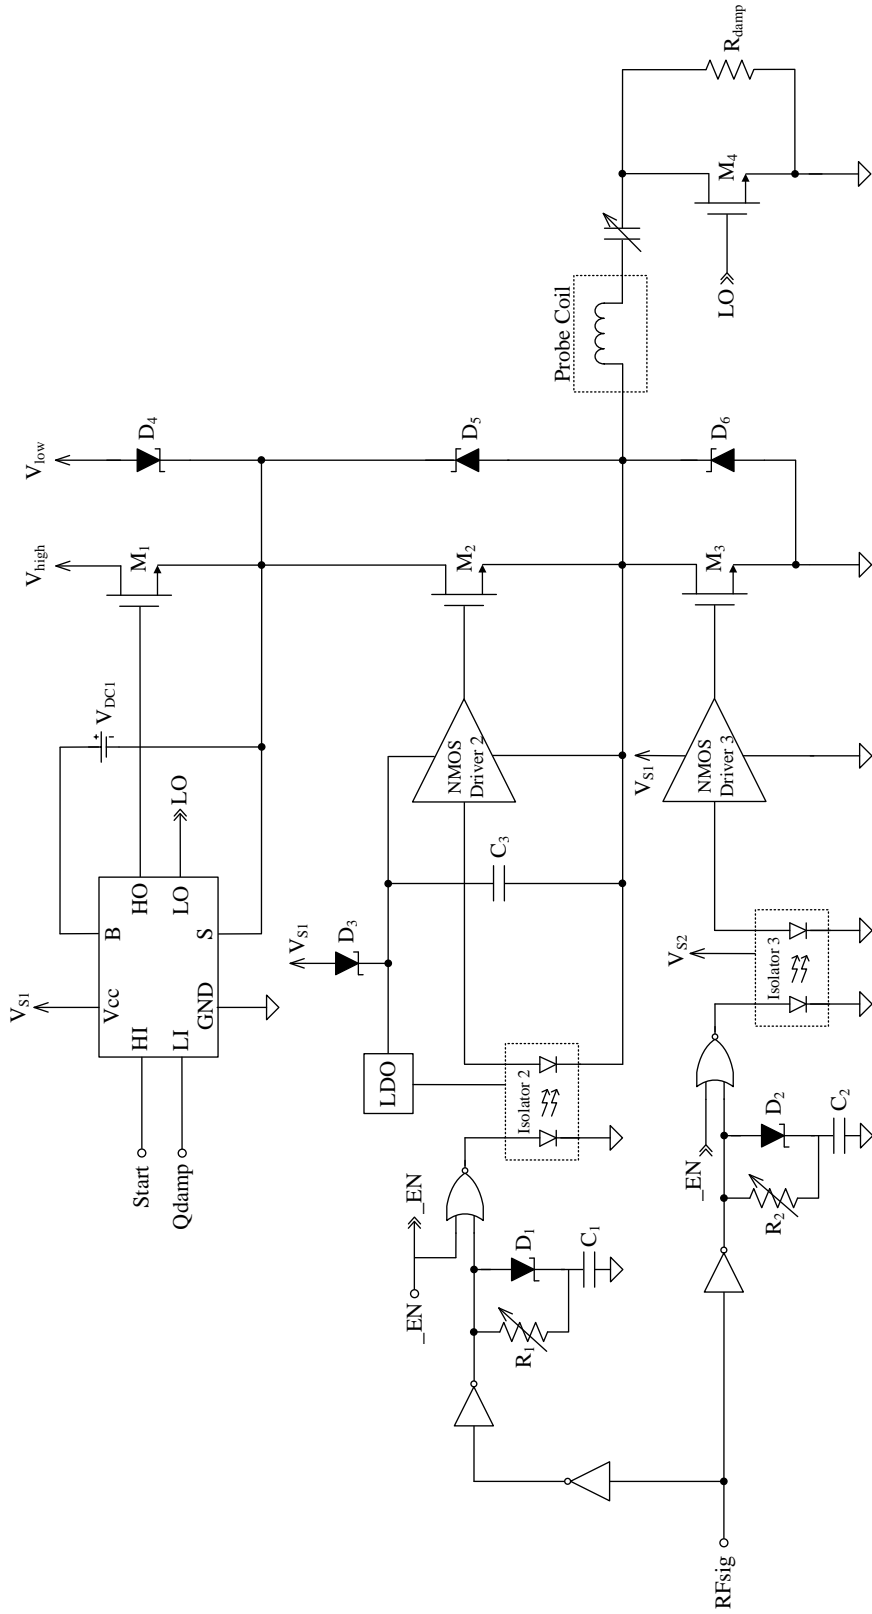 V_low
D_4
V_high
M_1
V_DC1
+
-
V_S1
B
Vcc
HI
HO
LO
LO
LI
GND
S
Start
Qdamp
D_5
M_2
NMOS
Driver 2
C_3
V_S1
D_3
LDO
Isolator 2
_EN
_EN
D_1
R_1
C_1
Probe Coil
R_damp
M_4
LO
D_6
M_3
V_S1
NMOS
Driver 3
V_S2
Isolator 3
_EN
D_2
R_2
C_2
RFsig